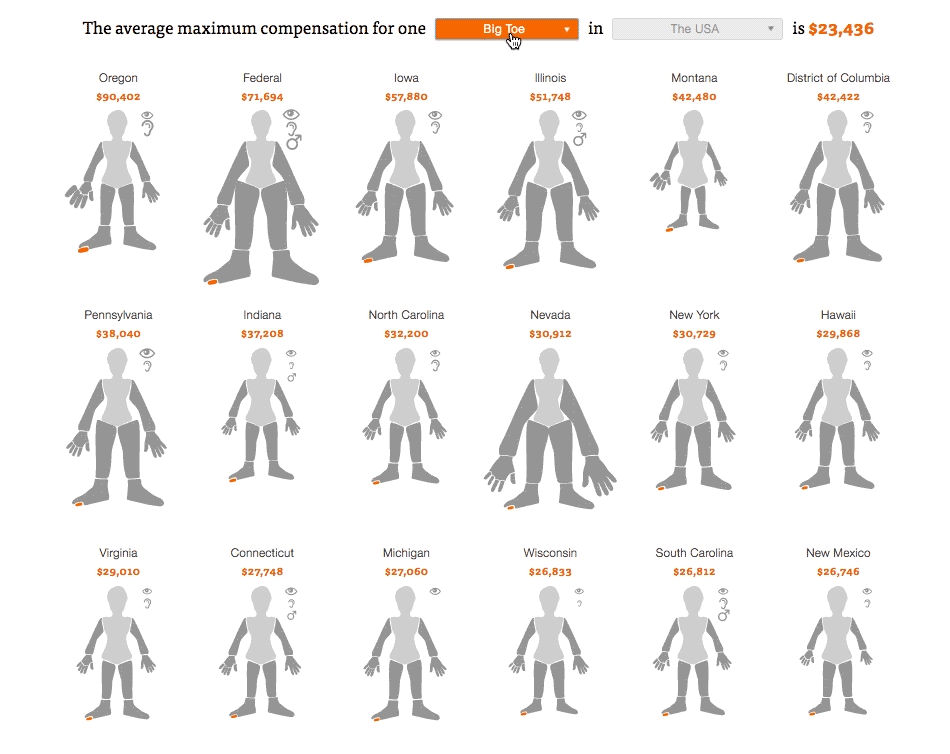 The average maximum compensation for one Big Toe in The USA is $23,436
Oregon Federal Iowa Illinois Montana District of Columbia
$90,402 $71,694 $57,880 $51,748 $42,480 $42,422
Pennsylvania Indiana North Carolina Nevada New York Hawaii
$38,040 $37,208 $32,200 $30,912 $30,729 $29,868
Virginia Connecticut Michigan Wisconsin South Carolina New Mexico
$29,010 $27,748 $27,060 $26,833 $26,812 $26,746